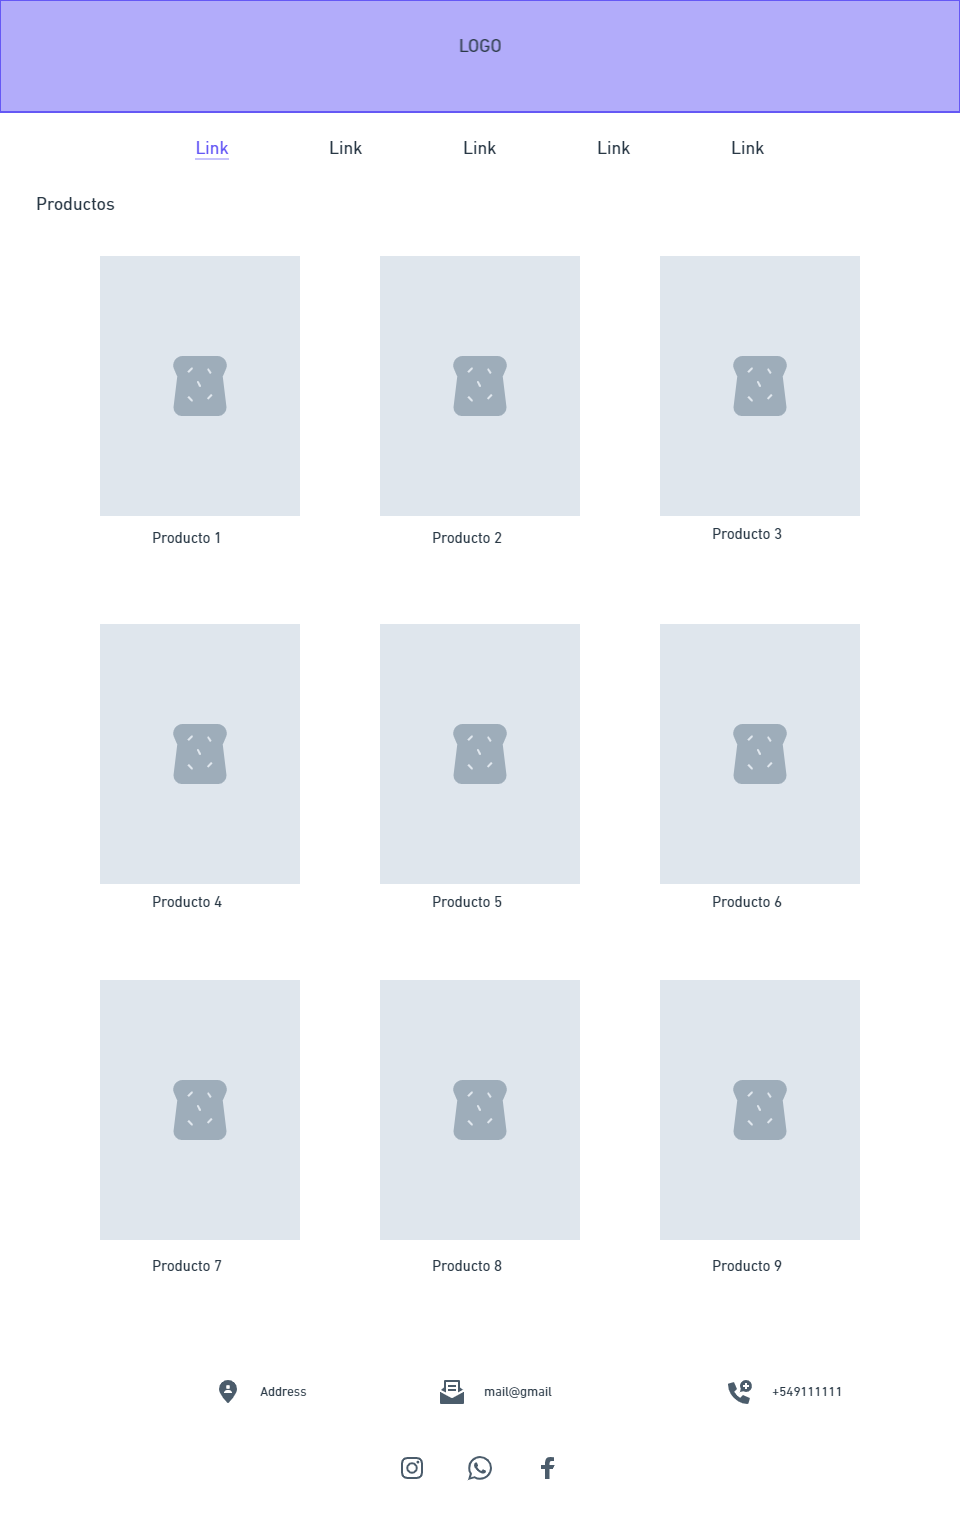 LOGO
Link Link Link Link Link
Productos
Producto 1 Producto 2 Producto 3
Producto 4 Producto 5 Producto 6
Producto 7 Producto 8 Producto 9
Address mail@gmail +549111111